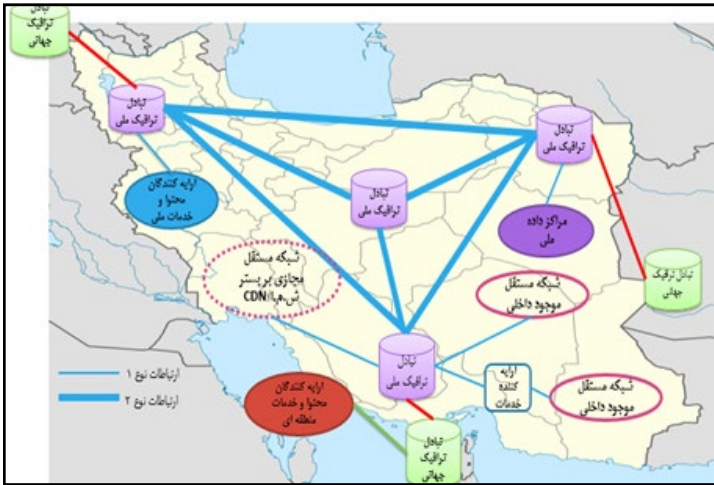 تبادل
ترافیک
جهانی
تبادل
ترافیک ملی
تبادل
ترافیک ملی
ارایه کنندگان
محتوا و
خدمات ملی
تبادل
ترافیک ملی
مراکز داده
ملی
شبکه مستقل
مجازی بر بستر
ش.م.ا/CDN
شبکه مستقل
موجود داخلی
تبادل ترافیک
جهانی
تبادل
ترافیک ملی
ارایه
کننده
خدمات
شبکه مستقل
موجود داخلی
ارتباطات نوع ۱
ارتباطات نوع ۲
ارایه کنندگان
محتوا و خدمات
منطقه ای
تبادل
ترافیک
جهانی